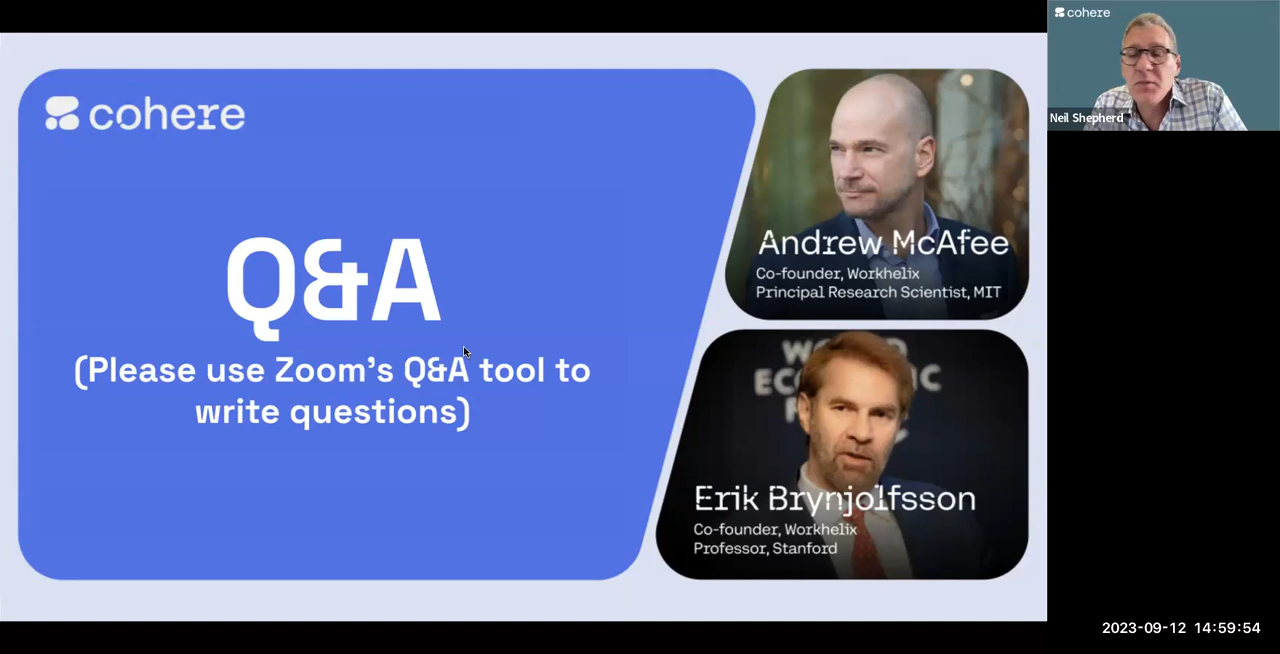 cohere
Q&A
(Please use Zoom's Q&A tool to
write questions)
Andrew McAfee
Co-founder, Workhelix
Principal Research Scientist, MIT
WORLD
Erik Brynjolfsson
Co-founder, Workhelix
Professor, Stanford
cohere
Neil Shepherd
2023-09-12 14:59:54